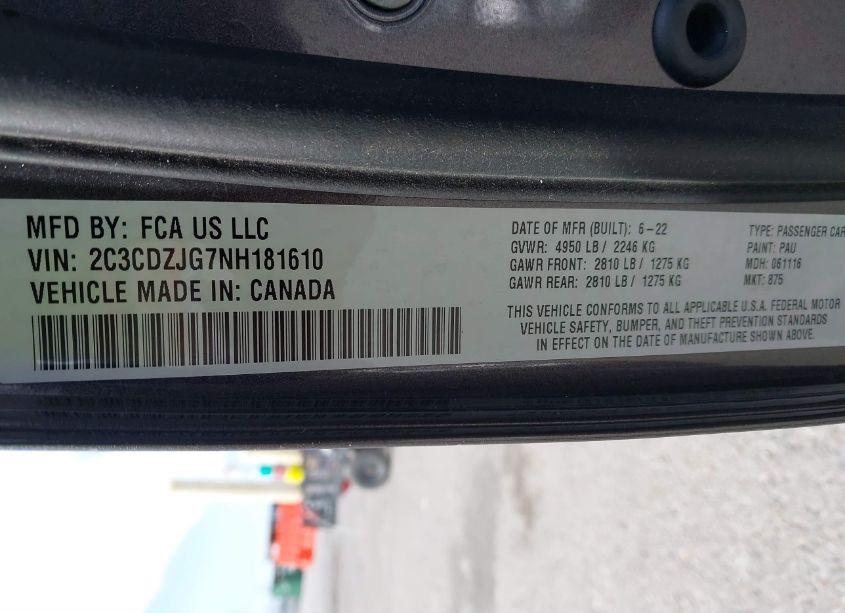 MFD BY: FCA US LLC
VIN: 2C3CDZJG7NH181610
VEHICLE MADE IN: CANADA
DATE OF MFR (BUILT): 6-22
GVWR: 4950 LB / 2246 KG
GAWR FRONT: 2810 LB / 1275 KG
GAWR REAR: 2810 LB / 1275 KG
TYPE: PASSENGER CAR
PAINT: PAU
MDH: 061116
MKT: 875
THIS VEHICLE CONFORMS TO ALL APPLICABLE U.S.A. FEDERAL MOTOR
VEHICLE SAFETY, BUMPER, AND THEFT PREVENTION STANDARDS
IN EFFECT ON THE DATE OF MANUFACTURE SHOWN ABOVE.